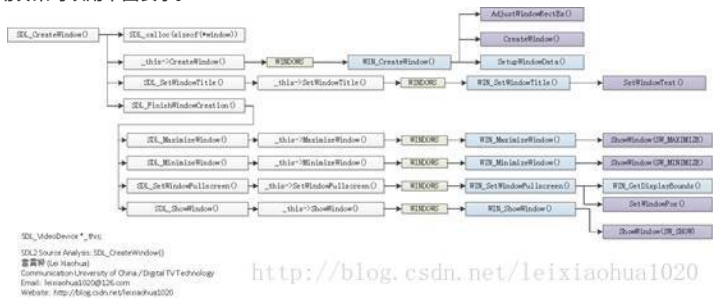 SDL_CreateWindow()
SDL_calloc(sizeof(*window))
_this->CreateWindow()
WINDOWS
WIN_CreateWindow()
AdjustWindowRectEx()
CreateWindow()
SetupWindowData()
SDL_SetWindowTitle()
_this->SetWindowTitle()
WINDOWS
WIN_SetWindowTitle()
SetWindowText()
SDL_FinishWindowCreation()
SDL_MaximizeWindow()
_this->MaximizeWindow()
WINDOWS
WIN_MaximizeWindow()
ShowWindow(SW_MAXIMIZE)
SDL_MinimizeWindow()
_this->MinimizeWindow()
WINDOWS
WIN_MinimizeWindow()
ShowWindow(SW_MINIMIZE)
SDL_SetWindowFullscreen()
_this->SetWindowFullscreen()
WINDOWS
WIN_SetWindowFullscreen()
WIN_GetDisplayBounds()
SetWindowPos()
SDL_ShowWindow()
_this->ShowWindow()
WINDOWS
WIN_ShowWindow()
ShowWindow(SW_SHOW)
SDL_VideoDevice *_this;
SDL2 Source Analysis: SDL_CreateWindow()
雷霄骅 (Lei Xiaohua)
Communication University of China / Digital TV Technology
Email: leixiaohua1020@126.com
Website: http://blog.csdn.net/leixiaohua1020
http://blog.csdn.net/leixiaohua1020